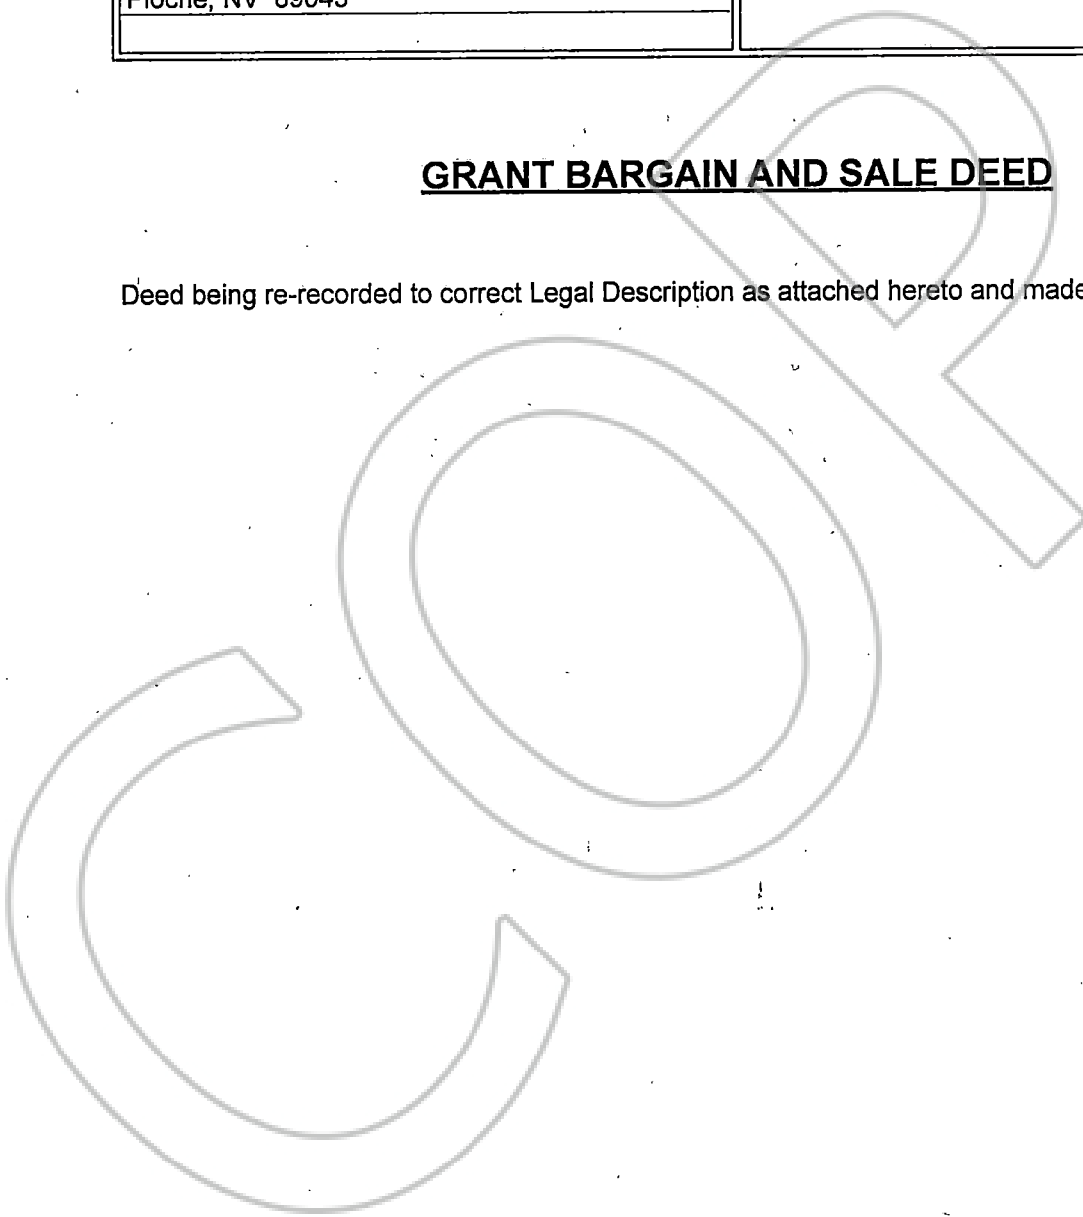 Pioche, NV 89043
GRANT BARGAIN AND SALE DEED
Deed being re-recorded to correct Legal Description as attached hereto and made
COP